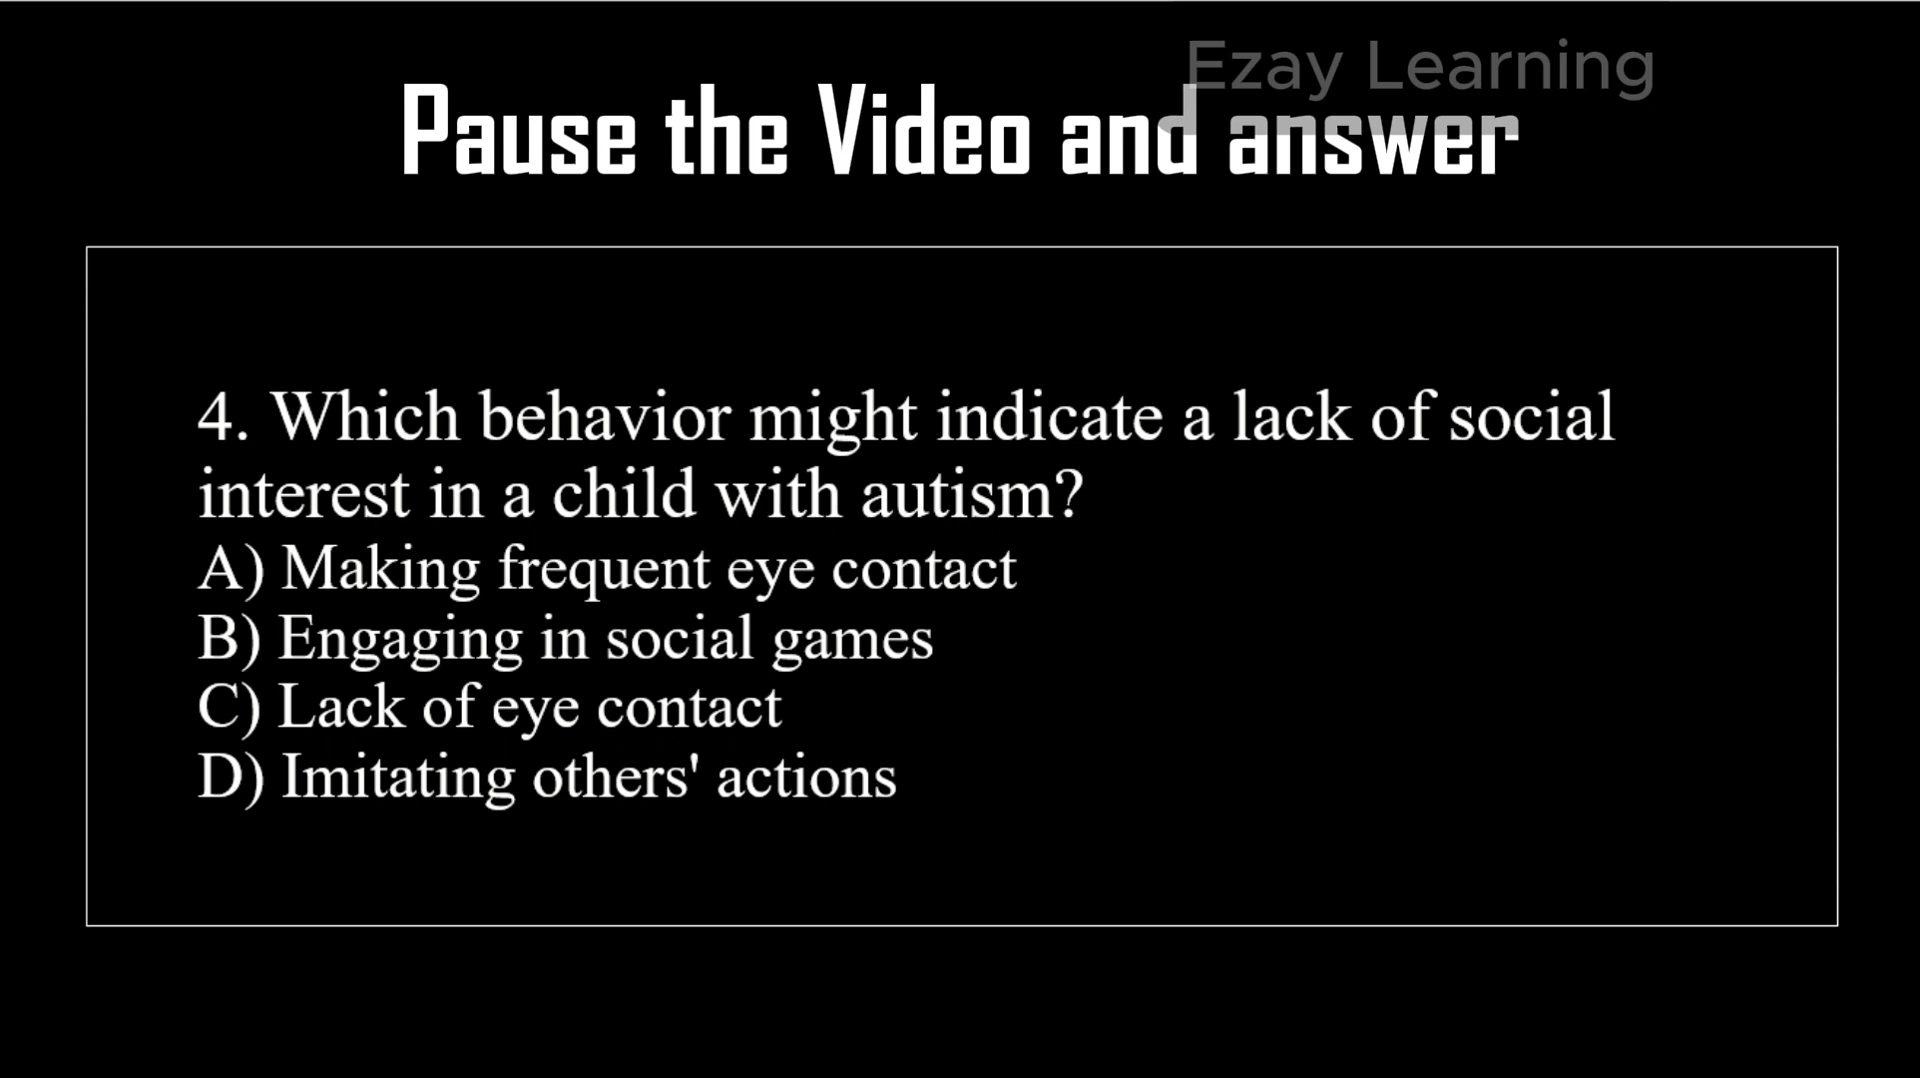 Ezay Learning
Pause the Video and answer
4. Which behavior might indicate a lack of social
interest in a child with autism?
A) Making frequent eye contact
B) Engaging in social games
C) Lack of eye contact
D) Imitating others' actions